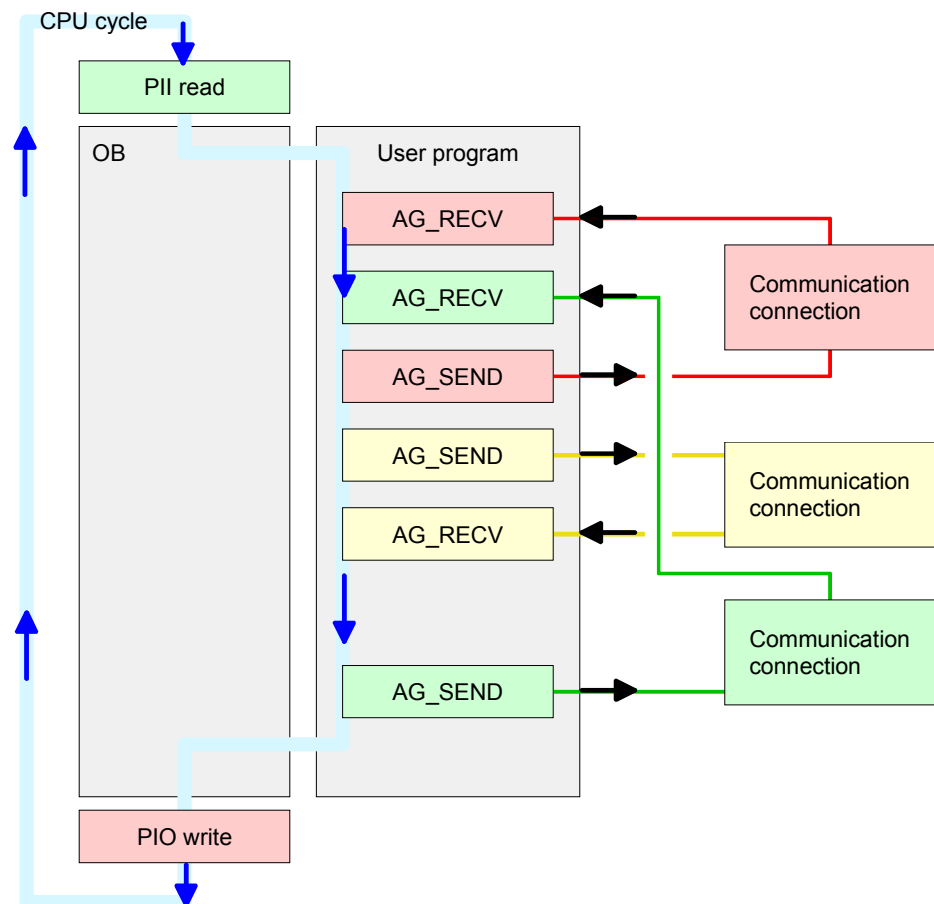 CPU cycle
PII read
OB
User program
AG_RECV
AG_RECV
AG_SEND
AG_SEND
AG_RECV
AG_SEND
Communication
connection
Communication
connection
Communication
connection
PIO write